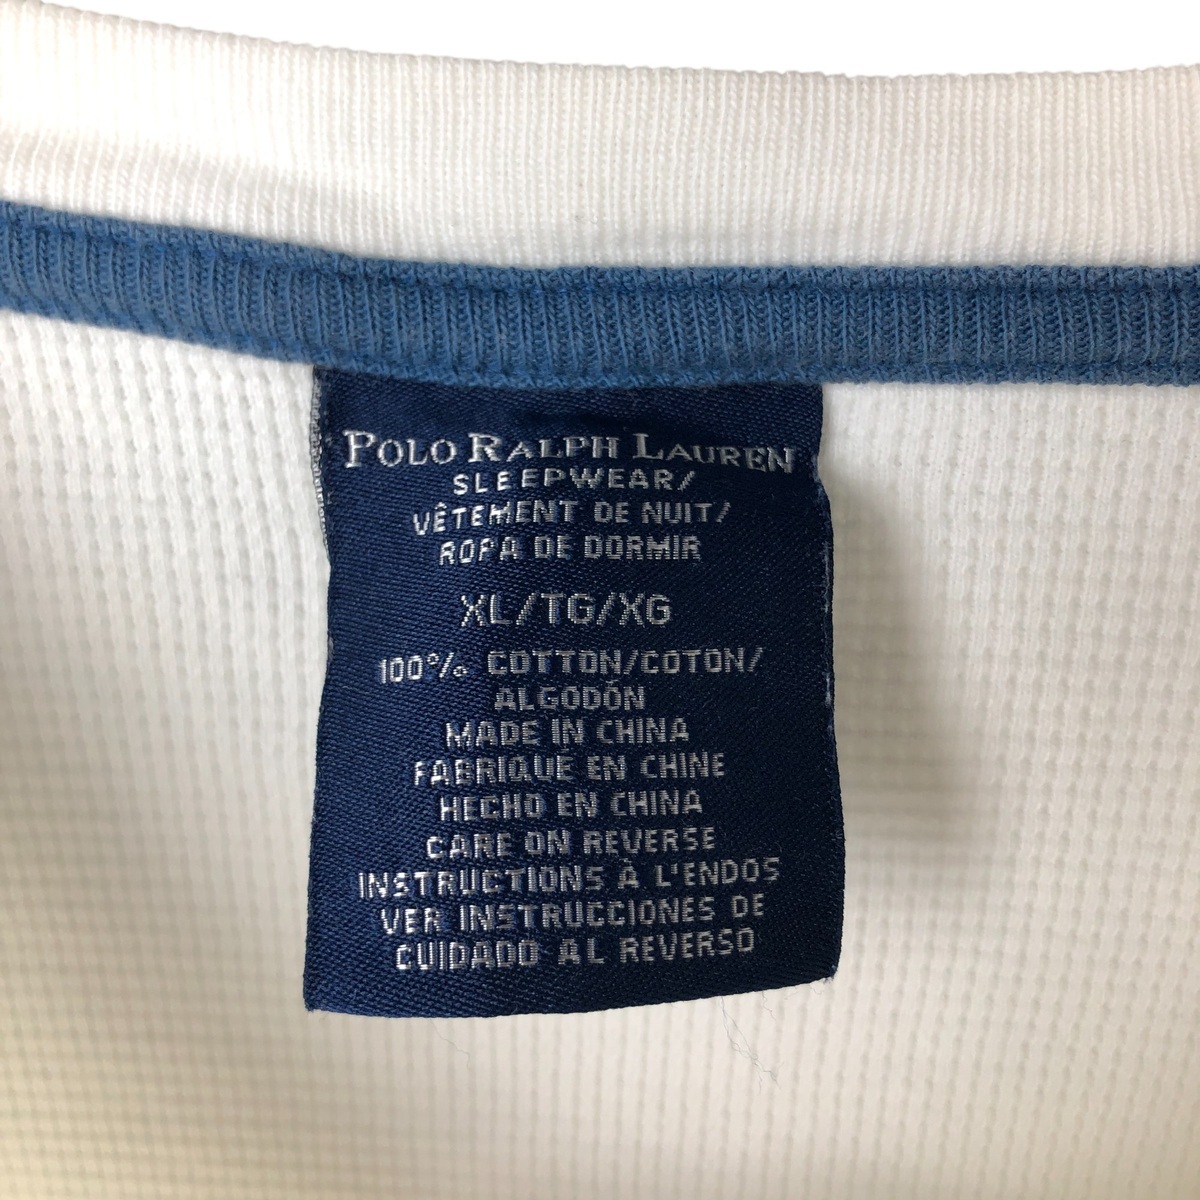 POLO RALPH LAUREN
SLEEPWEAR/
VÊTEMENT DE NUIT/
ROPA DE DORMIR
XL/TG/XG
100% COTTON/COTON/
ALGODÓN
MADE IN CHINA
FABRIQUÉ EN CHINE
HECHO EN CHINA
CARE ON REVERSE
INSTRUCTIONS À L'ENDOS
VER INSTRUCCIONES DE
CUIDADO AL REVERSO